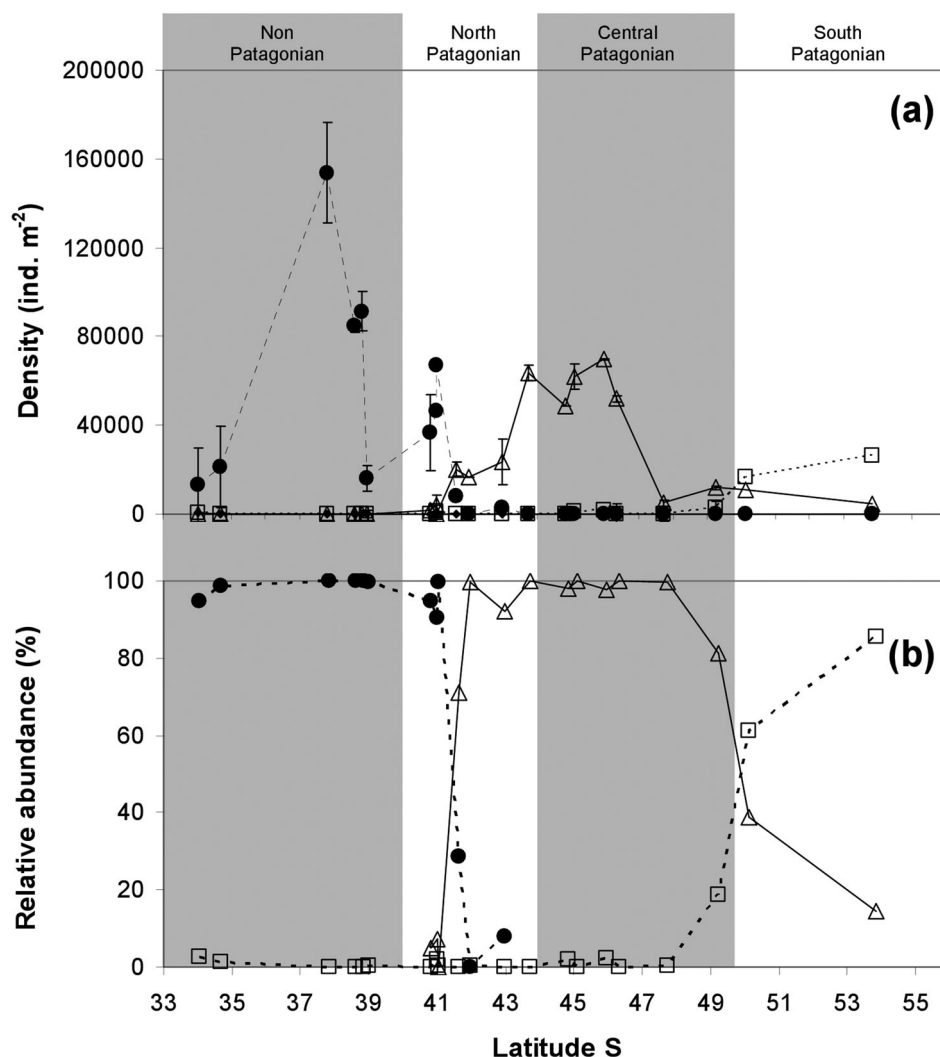 Non
Patagonian
North
Patagonian
Central
Patagonian
South
Patagonian
(a)
Density (ind. m-2)
200000
160000
120000
80000
40000
0
(b)
Relative abundance (%)
100
80
60
40
20
0
33 35 37 39 41 43 45 47 49 51 53 55
Latitude S